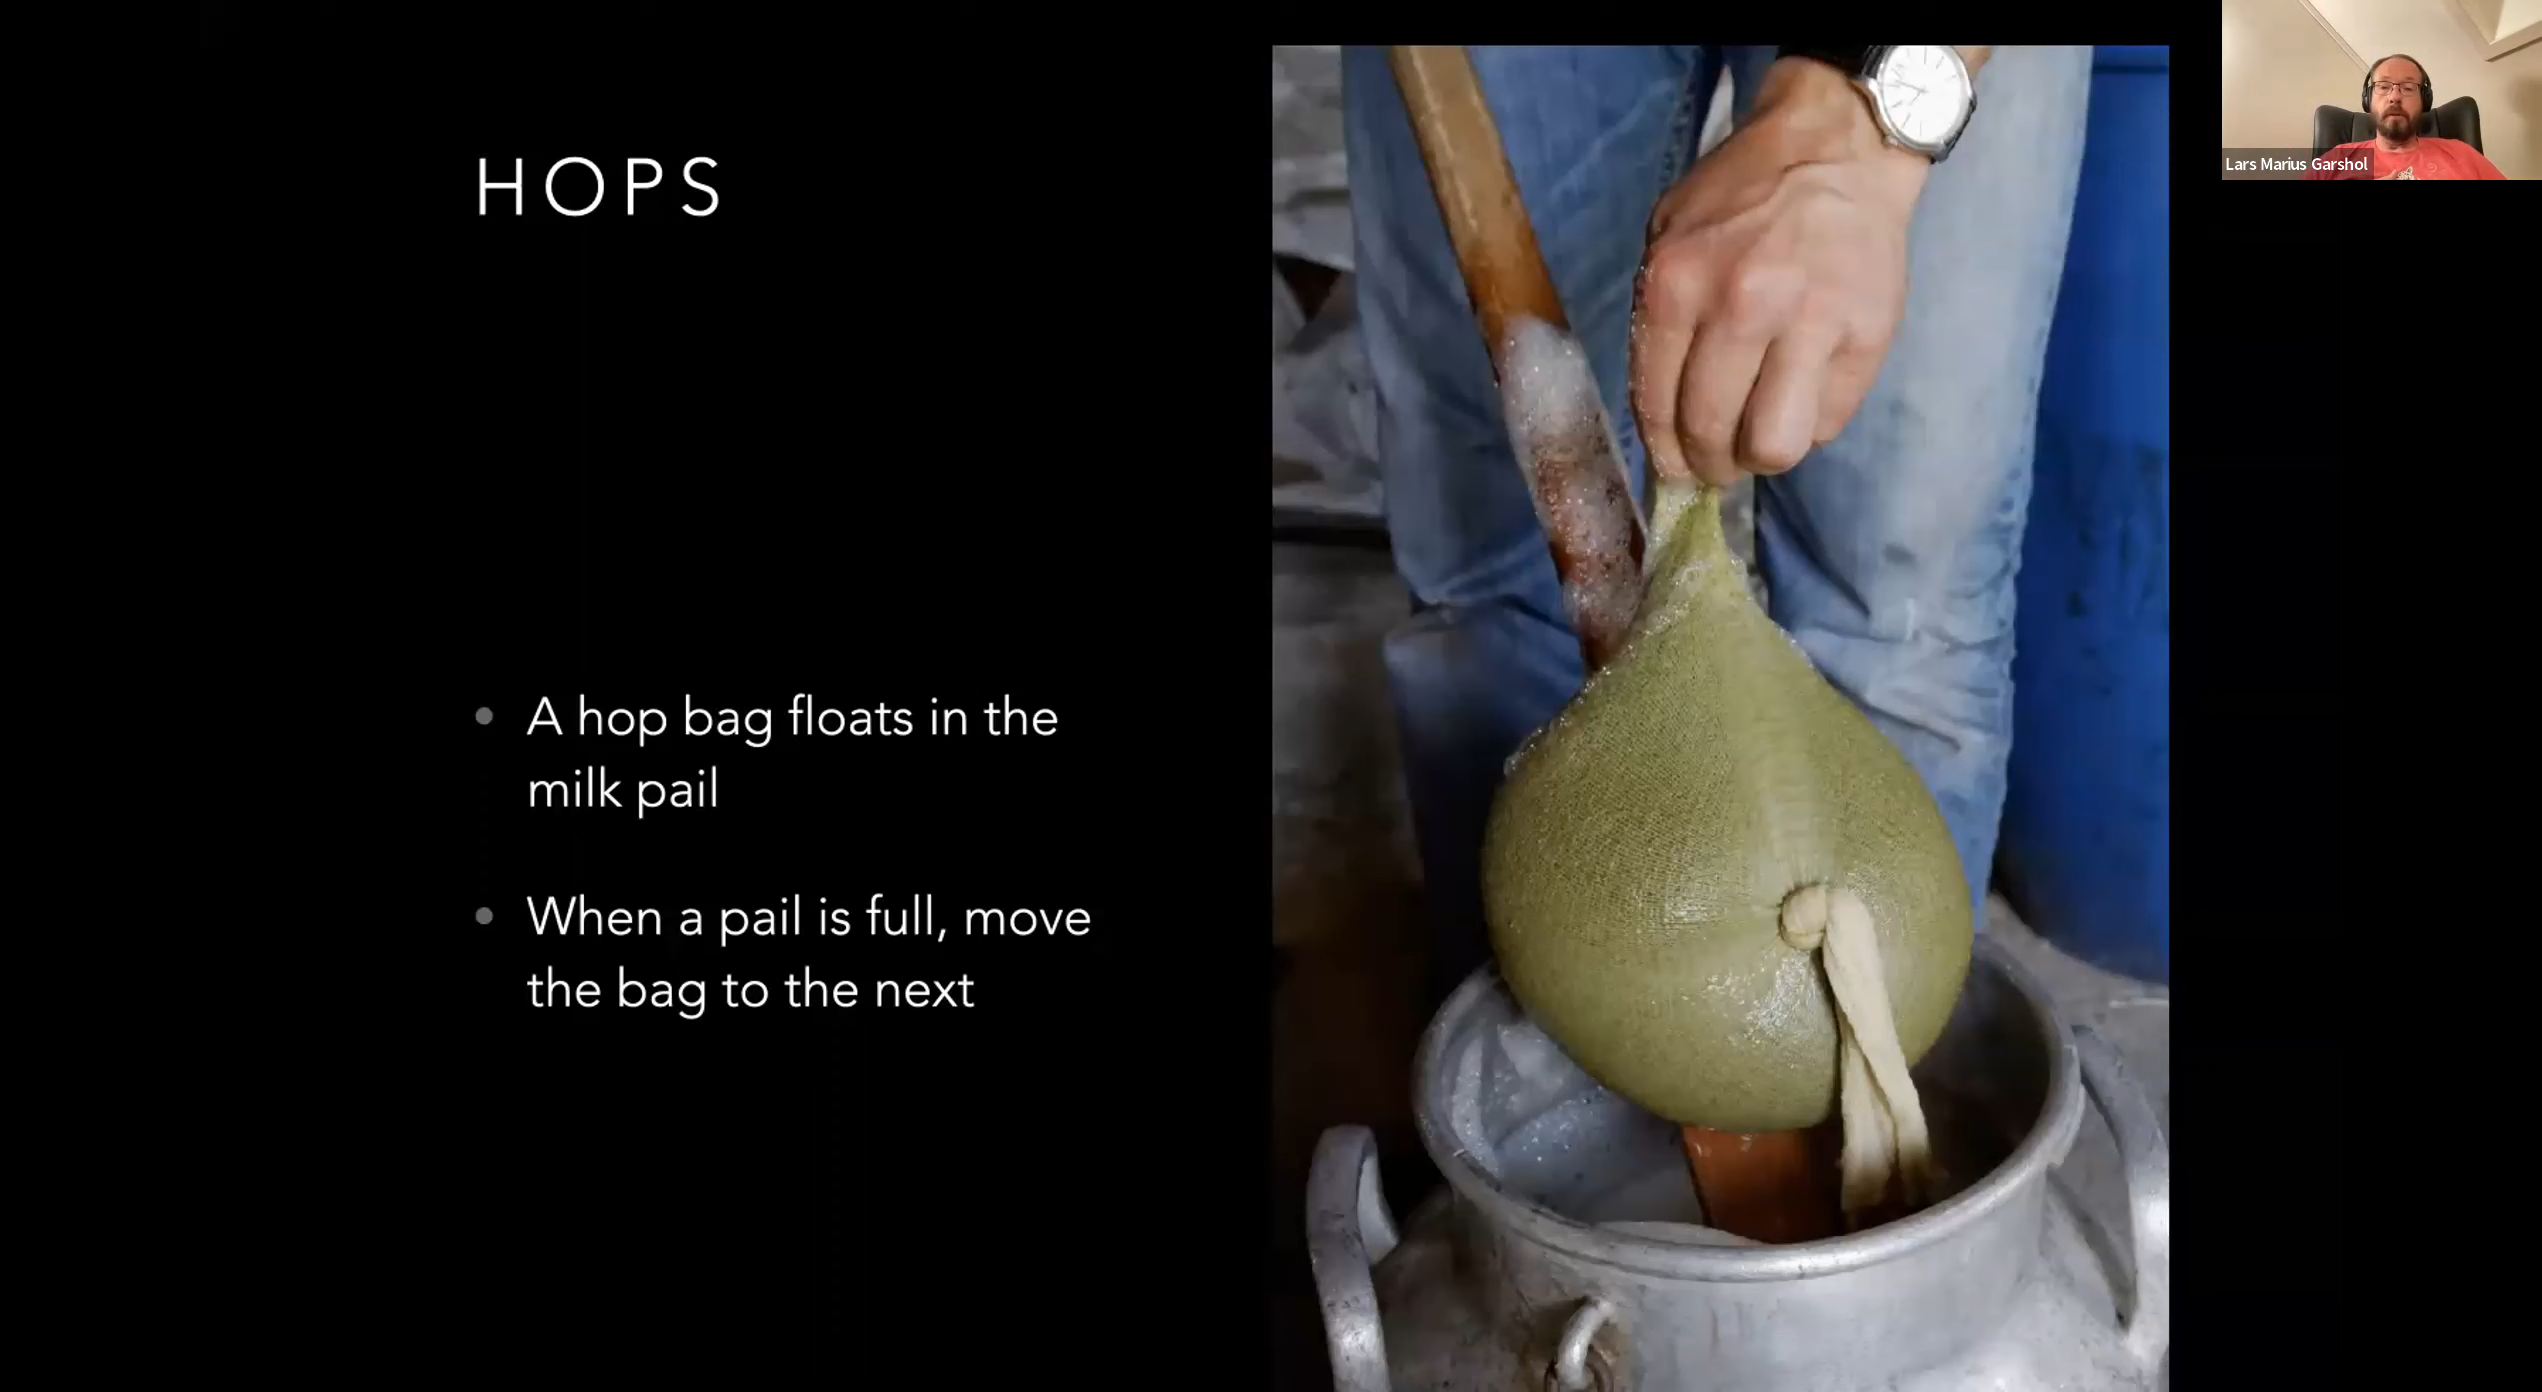 HOPS
A hop bag floats in the
milk pail
When a pail is full, move
the bag to the next
Lars Marius Garshol